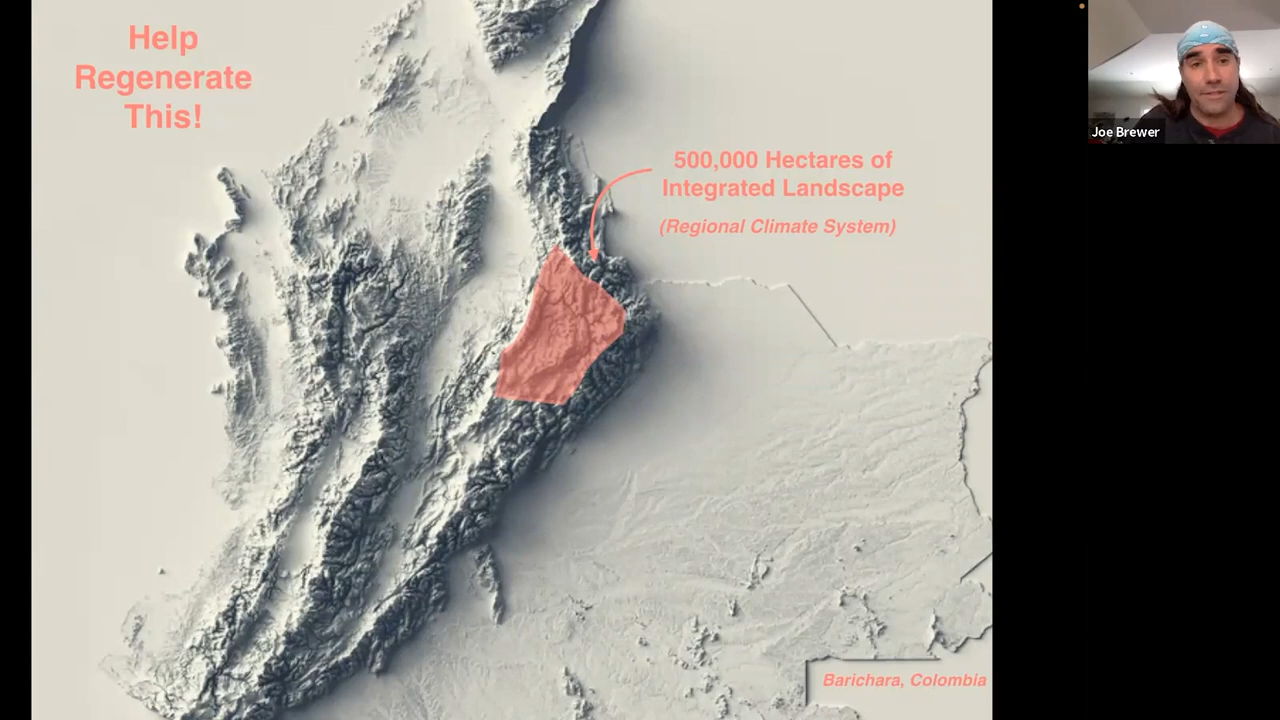 Help
Regenerate
This!
500,000 Hectares of
Integrated Landscape
(Regional Climate System)
Barichara, Colombia
Joe Brewer